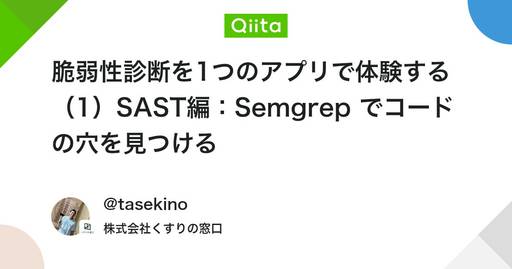 Qiita
脆弱性診断を1つのアプリで体験する
（1）SAST編：Semgrep でコード
の穴を見つける
@tasekino
株式会社くすりの窓口